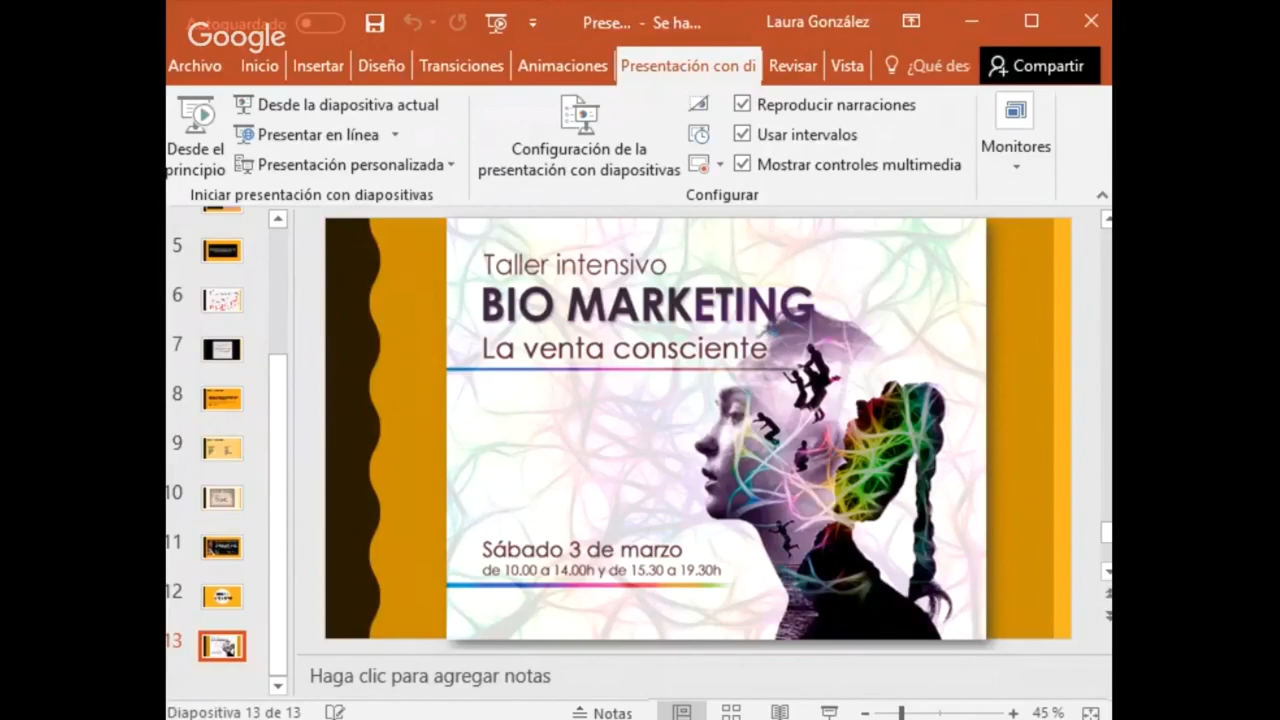 Autoguardado
Google
Prese... - Se ha...
Laura González
Archivo Inicio Insertar Diseño Transiciones Animaciones Presentación con di Revisar Vista ¿Qué des Compartir
Desde el
principio
Desde la diapositiva actual
Presentar en línea
Presentación personalizada
Iniciar presentación con diapositivas
Configuración de la
presentación con diapositivas
Reproducir narraciones
Usar intervalos
Mostrar controles multimedia
Configurar
Monitores
5
6
7
8
9
10
11
12
13
Taller intensivo
BIO MARKETING
La venta consciente
Sábado 3 de marzo
de 10.00 a 14.00h y de 15.30 a 19.30h
Haga clic para agregar notas
Diapositiva 13 de 13
Notas
45 %